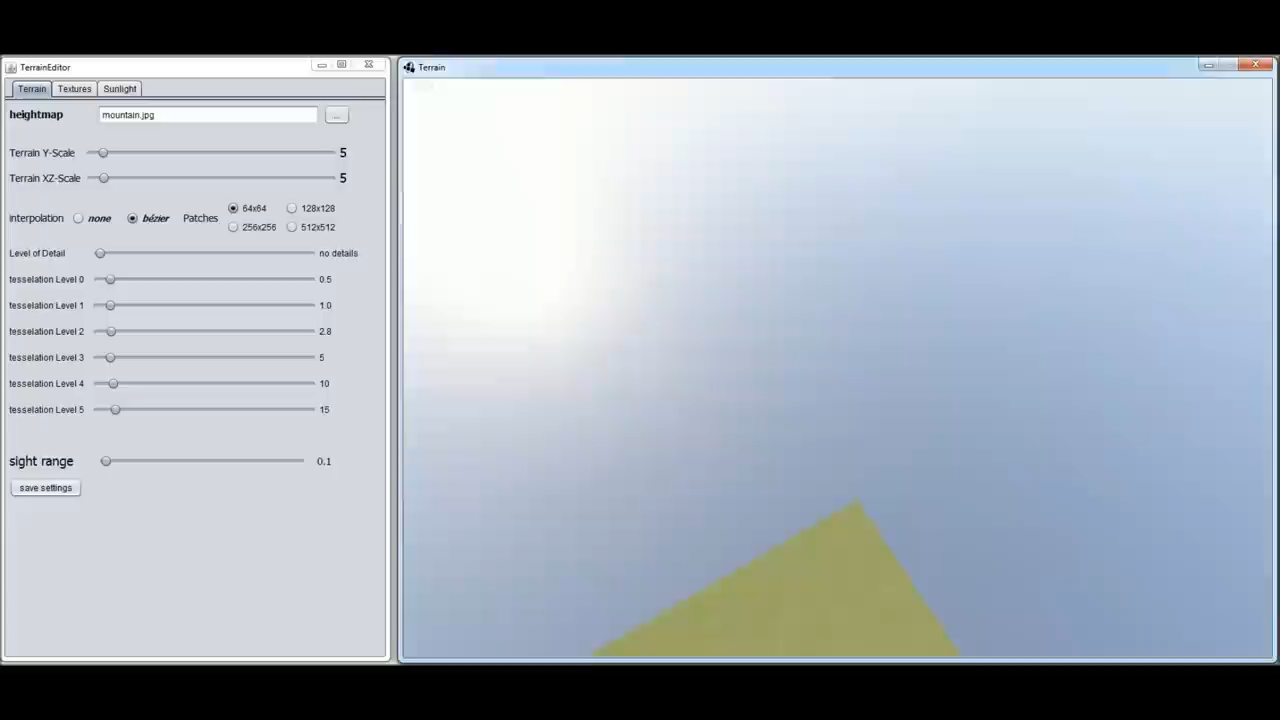 TerrainEditor
Terrain Textures Sunlight
heightmap mountain.jpg ...
Terrain Y-Scale 5
Terrain XZ-Scale 5
interpolation none bézier Patches 64x64 128x128
256x256 512x512
Level of Detail no details
tesselation Level 0 0.5
tesselation Level 1 1.0
tesselation Level 2 2.8
tesselation Level 3 5
tesselation Level 4 10
tesselation Level 5 15
sight range 0.1
save settings
Terrain